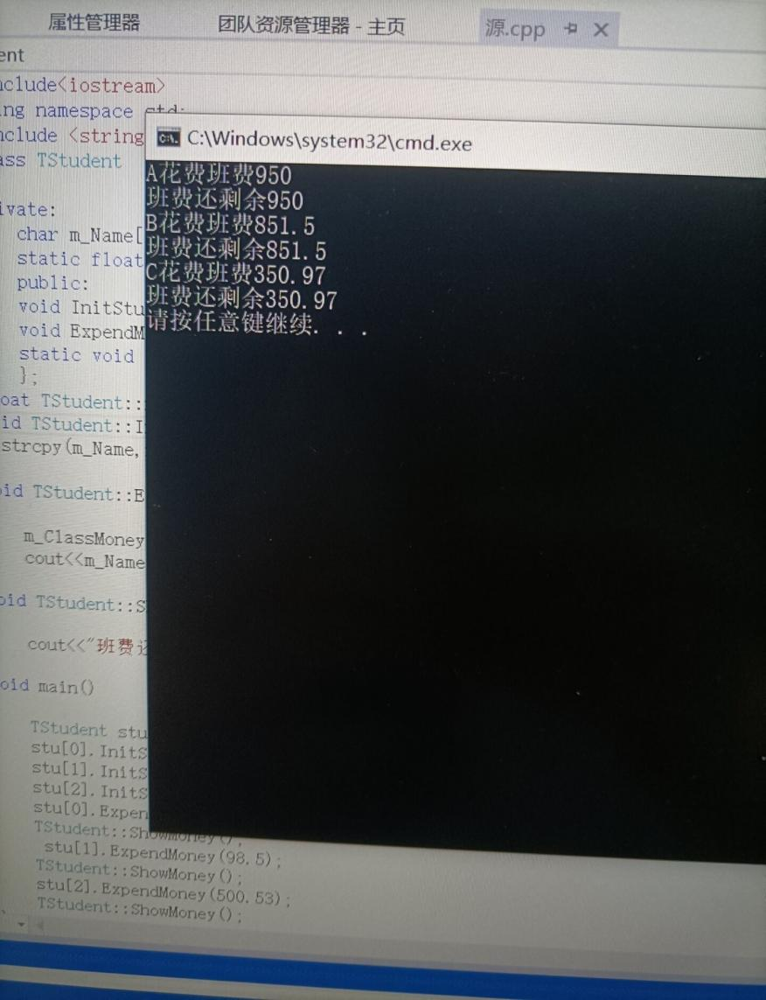 属性管理器 团队资源管理器 - 主页 源.cpp
ent
nclude<iostream>
ng namespace std;
nclude <string
C:\Windows\system32\cmd.exe
ass TStudent
A花费班费950
班费还剩余950
ivate:
B花费班费851.5
char m_Name[
班费还剩余851.5
static float
C花费班费350.97
public:
班费还剩余350.97
void InitStu
请按任意键继续. . .
void ExpendM
static void
};
oat TStudent::
id TStudent::I
strcpy(m_Name,
oid TStudent::E
m_ClassMoney
cout<<m_Name
oid TStudent::S
cout<<"班费还
oid main()
TStudent stu
stu[0].InitS
stu[1].InitS
stu[2].InitS
stu[0].Expen
TStudent::ShowMoney();
stu[1].ExpendMoney(98.5);
TStudent::ShowMoney();
stu[2].ExpendMoney(500.53);
TStudent::ShowMoney();